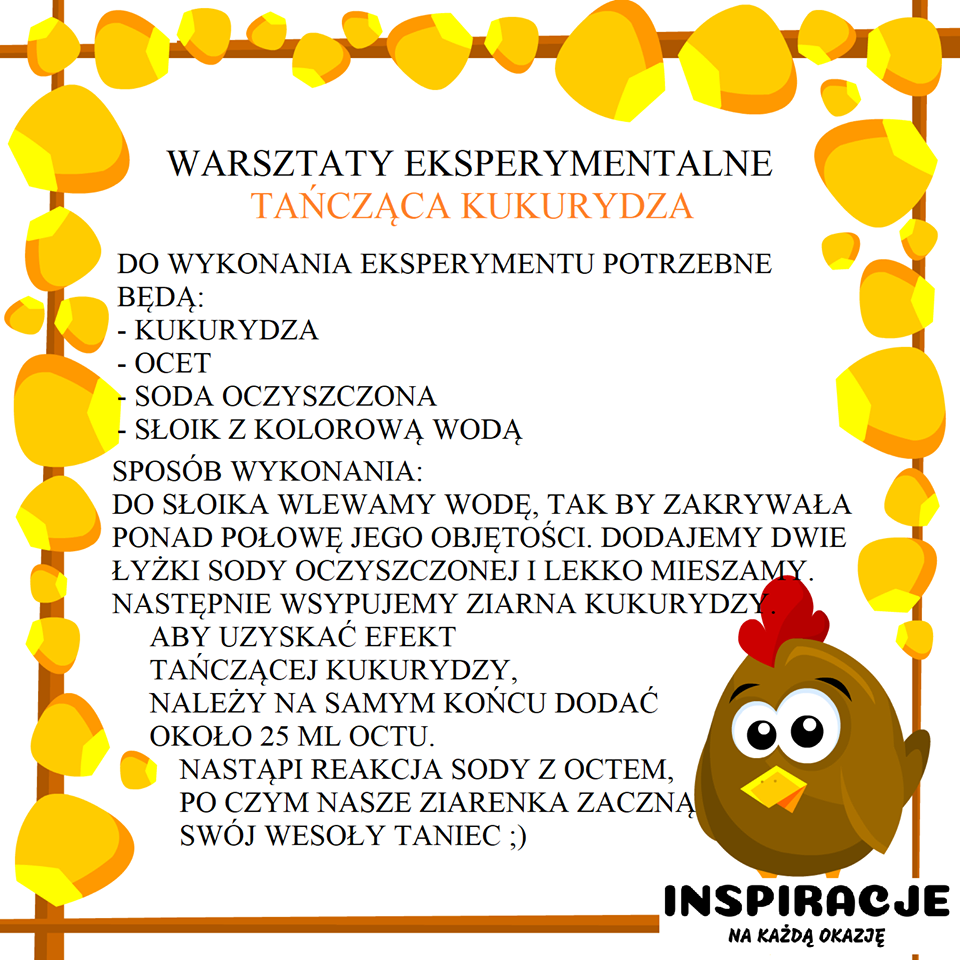 WARSZTATY EKSPERYMENTALNE
TAŃCZĄCA KUKURYDZA
DO WYKONANIA EKSPERYMENTU POTRZEBNE
BĘDĄ:
- KUKURYDZA
- OCET
- SODA OCZYSZCZONA
- SŁOIK Z KOLOROWĄ WODĄ
SPOSÓB WYKONANIA:
DO SŁOIKA WLEWAMY WODĘ, TAK BY ZAKRYWAŁA
PONAD POŁOWĘ JEGO OBJĘTOŚCI. DODAJEMY DWIE
ŁYŻKI SODY OCZYSZCZONEJ I LEKKO MIESZAMY.
NASTĘPNIE WSYPUJEMY ZIARNA KUKURYDZY.
ABY UZYSKAĆ EFEKT
TAŃCZĄCEJ KUKURYDZY,
NALEŻY NA SAMYM KOŃCU DODAĆ
OKOŁO 25 ML OCTU.
NASTĄPI REAKCJA SODY Z OCTEM,
PO CZYM NASZE ZIARENKA ZACZNĄ
SWÓJ WESOŁY TANIEC ;)
INSPIRACJE
NA KAŻDĄ OKAZJĘ